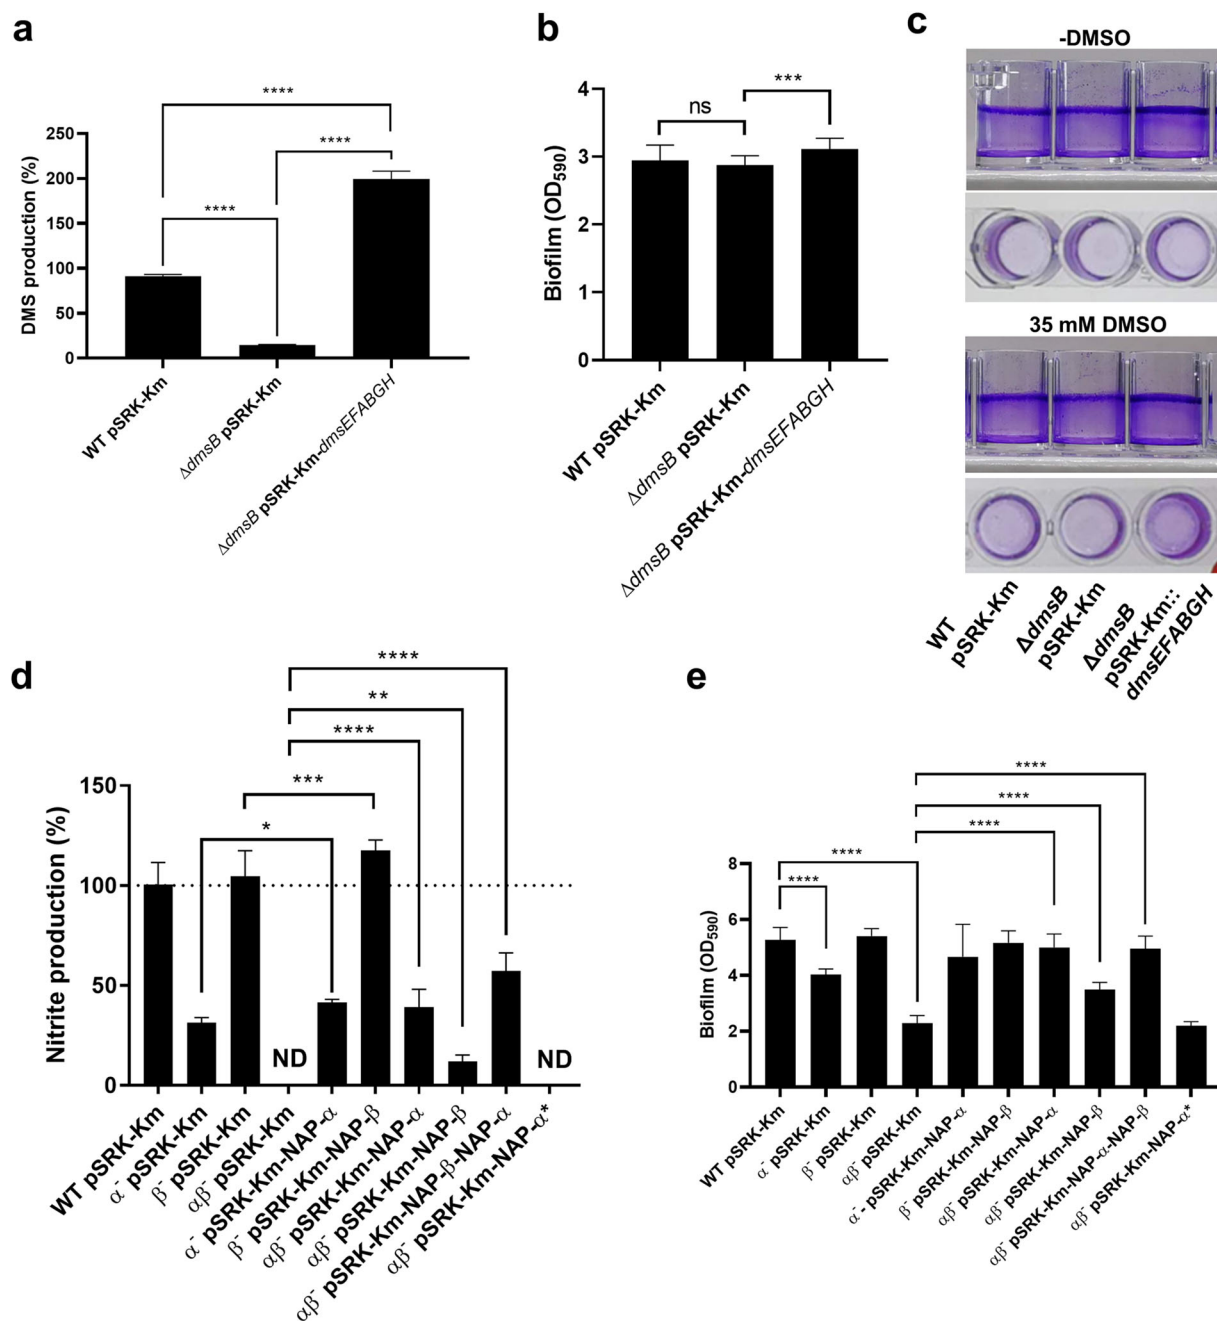 a
****
****
****
DMS production (%)
250
200
150
100
50
0
WT pSRK-Km
ΔdmsB pSRK-Km
ΔdmsB pSRK-Km-dmsEFABGH
b
***
ns
Biofilm (OD590)
4
3
2
1
0
WT pSRK-Km
ΔdmsB pSRK-Km
ΔdmsB pSRK-Km-dmsEFABGH
c
-DMSO
35 mM DMSO
WT
pSRK-Km
ΔdmsB
pSRK-Km
ΔdmsB
pSRK-Km::
dmsEFABGH
d
****
**
****
***
*
Nitrite production (%)
150
100
50
0
ND
ND
WT pSRK-Km
α⁻ pSRK-Km
β⁻ pSRK-Km
αβ⁻ pSRK-Km
α⁻ pSRK-Km-NAP-α
β⁻ pSRK-Km-NAP-β
αβ⁻ pSRK-Km-NAP-α
αβ⁻ pSRK-Km-NAP-β
αβ⁻ pSRK-Km-NAP-β-NAP-α
αβ⁻ pSRK-Km-NAP-α*
e
****
****
****
****
****
Biofilm (OD590)
8
6
4
2
0
WT pSRK-Km
α⁻ pSRK-Km
β⁻ pSRK-Km
αβ⁻ pSRK-Km
α⁻- pSRK-Km-NAP-α
β⁻ pSRK-Km-NAP-β
αβ⁻ pSRK-Km-NAP-α
αβ⁻ pSRK-Km-NAP-β
αβ⁻ pSRK-Km-NAP-α-NAP-β
αβ⁻ pSRK-Km-NAP-α*